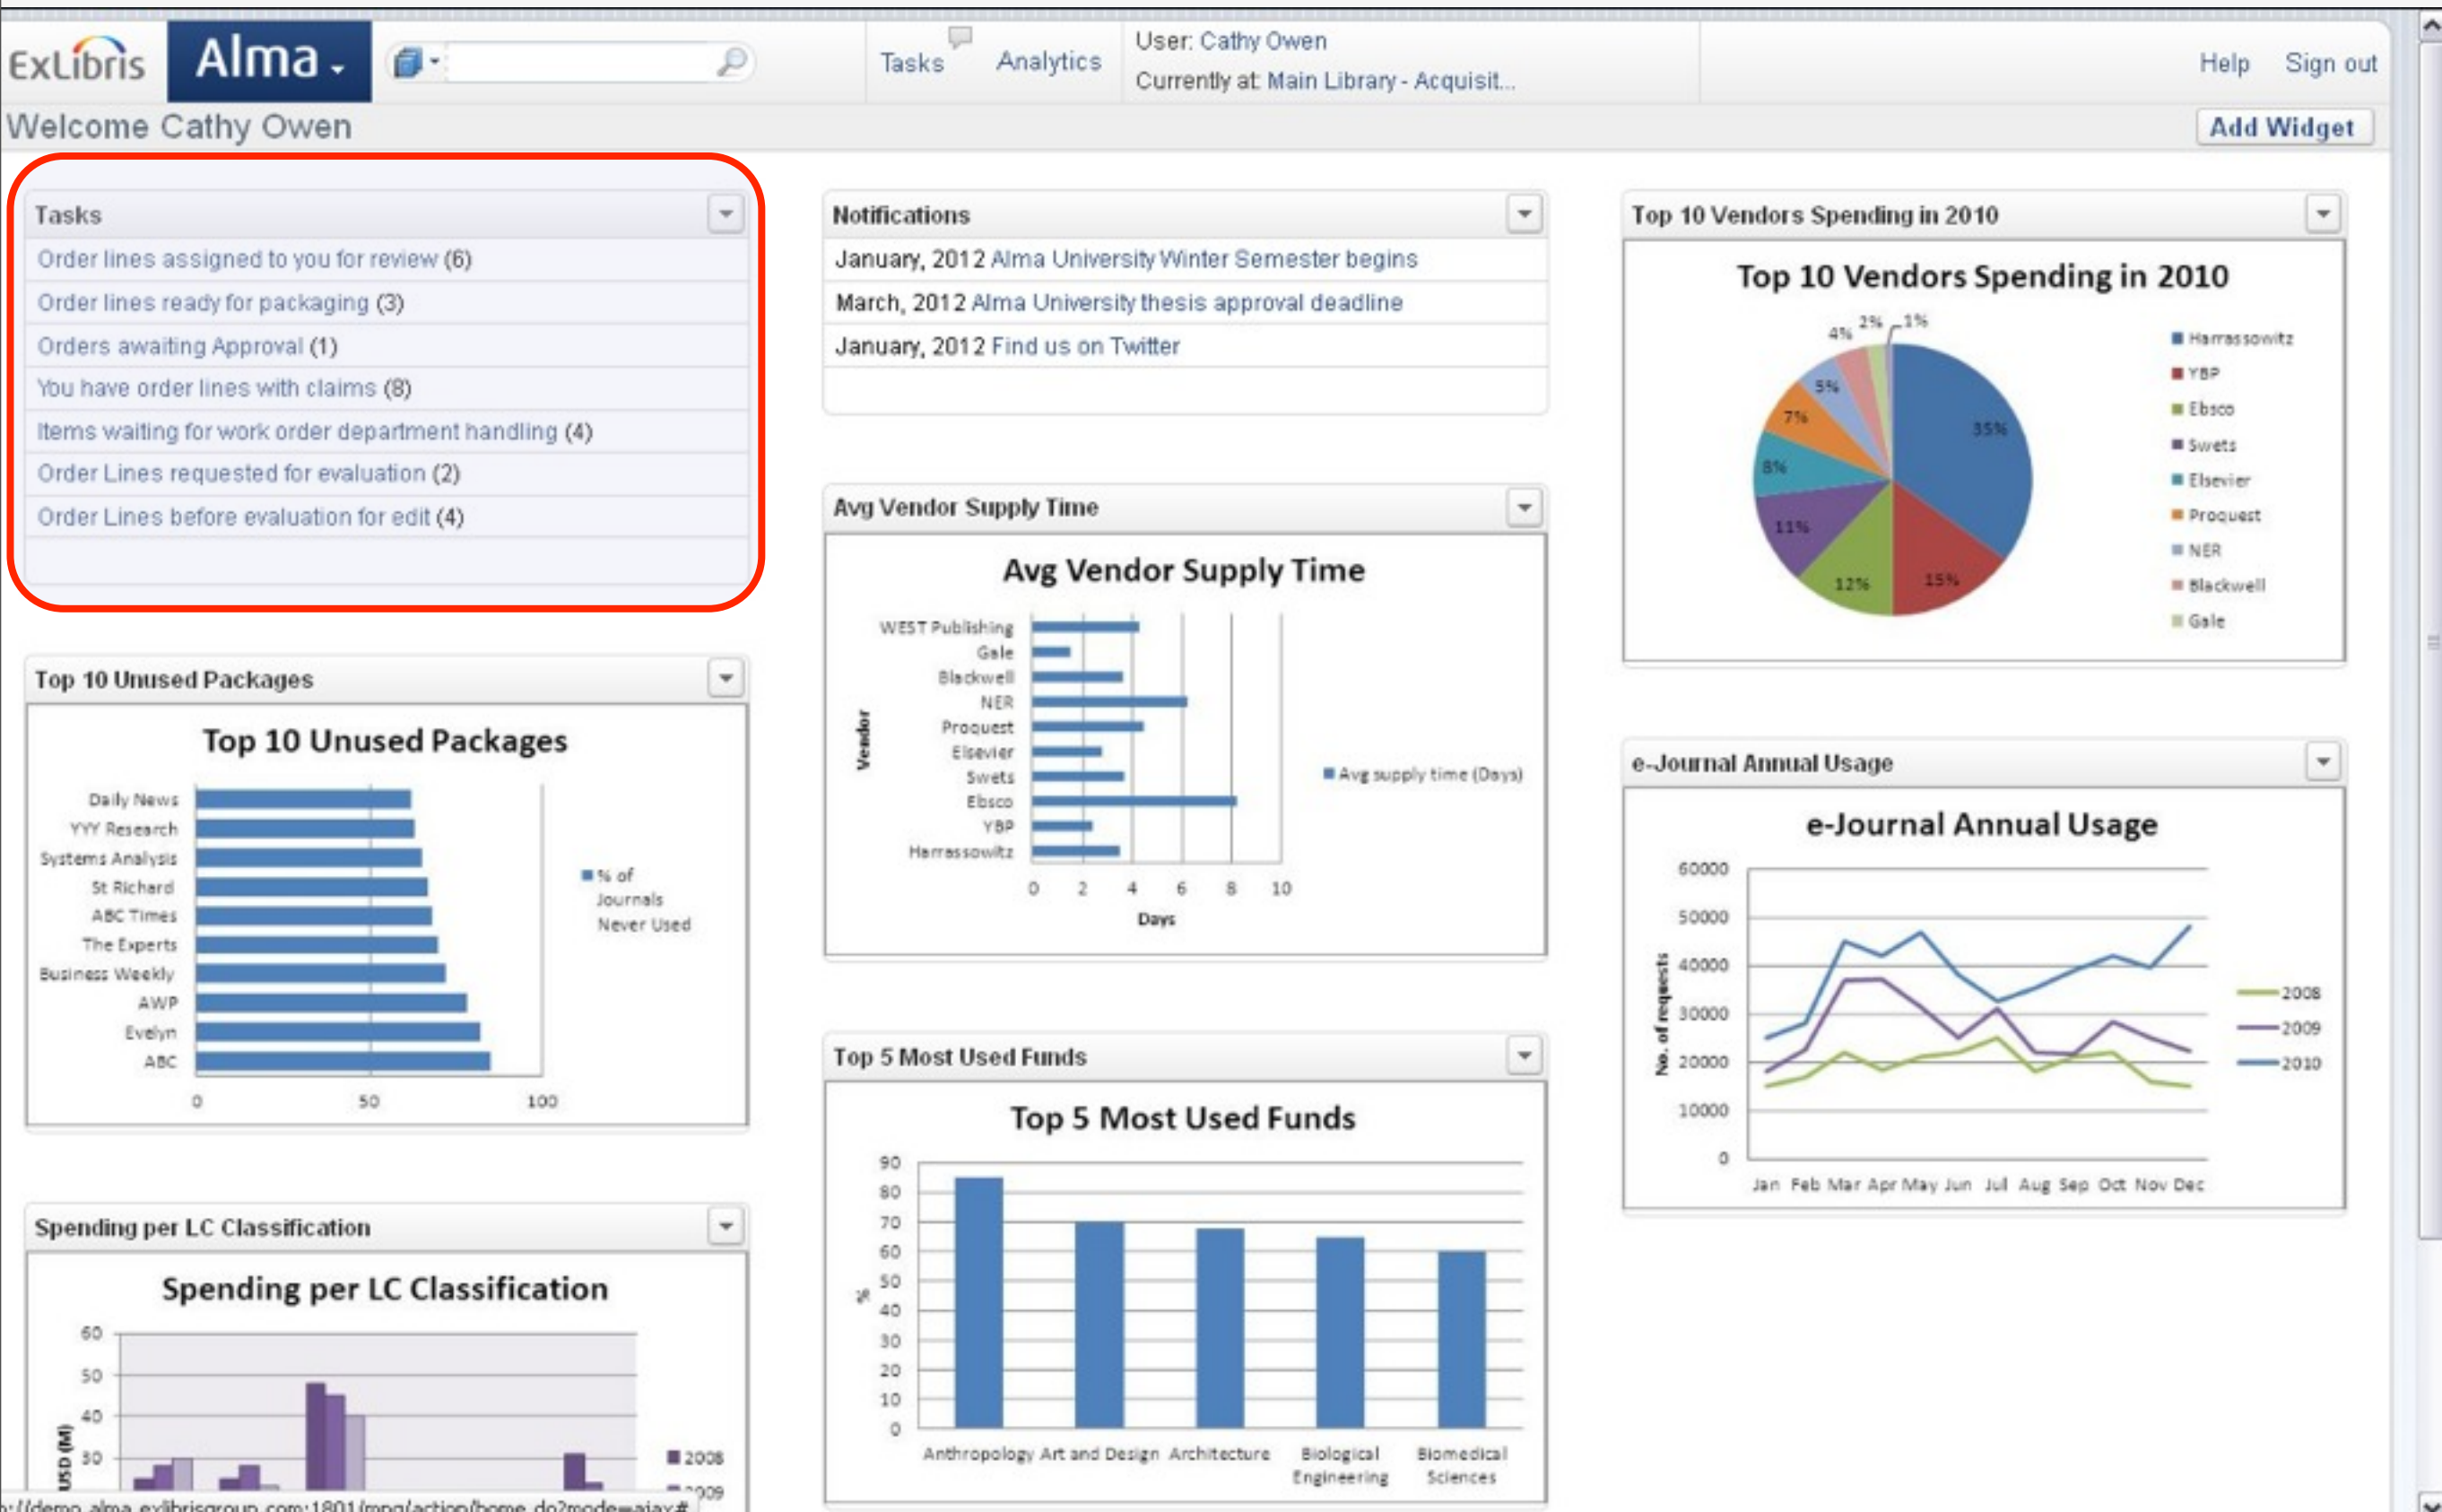 ExLibris
Alma
Tasks
Analytics
User: Cathy Owen
Currently at: Main Library - Acquisit...
Help
Sign out
Welcome Cathy Owen
Add Widget
Tasks
Order lines assigned to you for review (6)
Order lines ready for packaging (3)
Orders awaiting Approval (1)
You have order lines with claims (8)
Items waiting for work order department handling (4)
Order Lines requested for evaluation (2)
Order Lines before evaluation for edit (4)
Top 10 Unused Packages
Top 10 Unused Packages
Daily News
YYY Research
Systems Analysis
St Richard
ABC Times
The Experts
Business Weekly
AWP
Evelyn
ABC
0 50 100
% of
Journals
Never Used
Spending per LC Classification
Spending per LC Classification
60
50
40
30
USD (M)
2008
2009
Notifications
January, 2012 Alma University Winter Semester begins
March, 2012 Alma University thesis approval deadline
January, 2012 Find us on Twitter
Avg Vendor Supply Time
Avg Vendor Supply Time
Vendor
WEST Publishing
Gale
Blackwell
NER
Proquest
Elsevier
Swets
Ebsco
YBP
Harrassowitz
0 2 4 6 8 10
Days
Avg supply time (Days)
Top 5 Most Used Funds
Top 5 Most Used Funds
90
80
70
60
50
40
30
20
10
0
%
Anthropology Art and Design Architecture Biological Engineering Biomedical Sciences
Top 10 Vendors Spending in 2010
Top 10 Vendors Spending in 2010
4% 2% 1%
5%
7%
8%
11%
12%
15%
35%
Harrassowitz
YBP
Ebsco
Swets
Elsevier
Proquest
NER
Blackwell
Gale
e-Journal Annual Usage
e-Journal Annual Usage
60000
50000
40000
30000
20000
10000
0
No. of requests
Jan Feb Mar Apr May Jun Jul Aug Sep Oct Nov Dec
2008
2009
2010
://demo.alma.exlibrisgroup.com:1801/mng/action/home.do?mode=ajax#